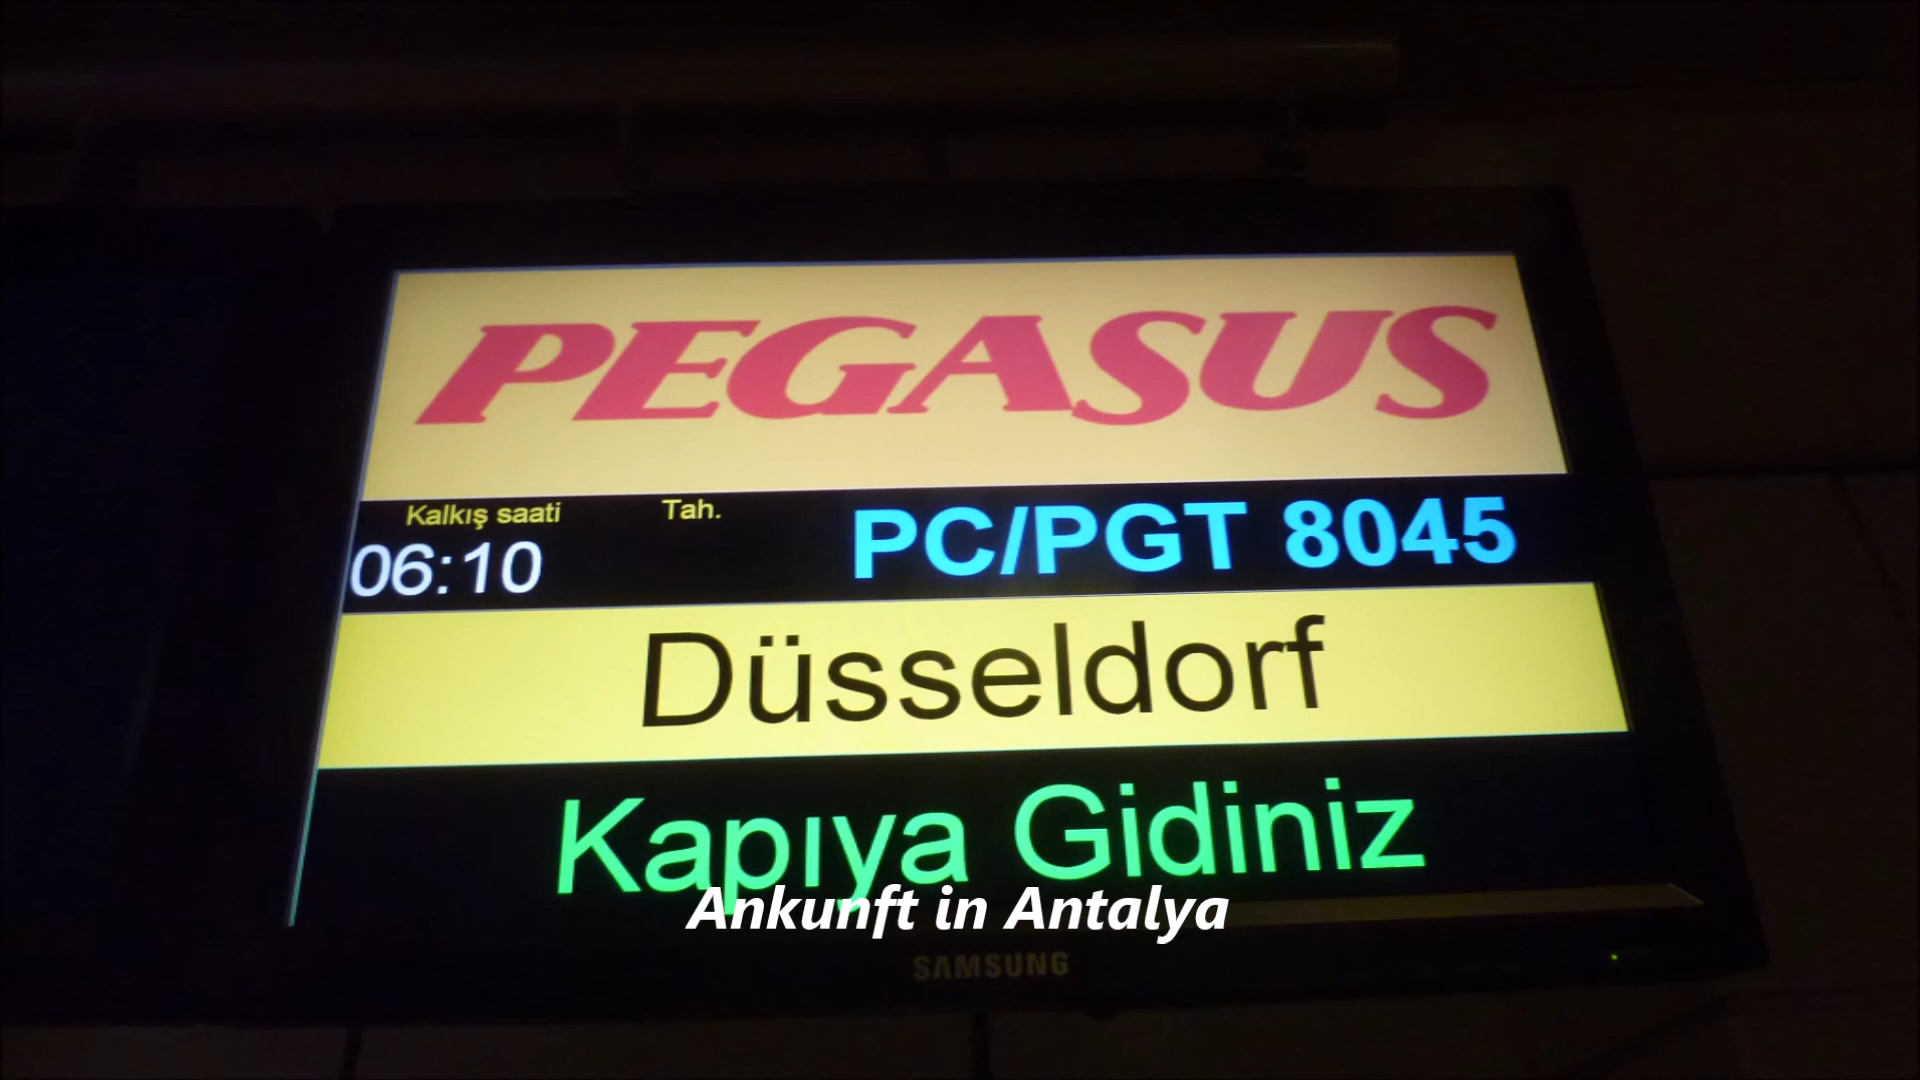 PEGASUS
Kalkış saati Tah.
06:10 PC/PGT 8045
Düsseldorf
Kapıya Gidiniz
Ankunft in Antalya
SAMSUNG